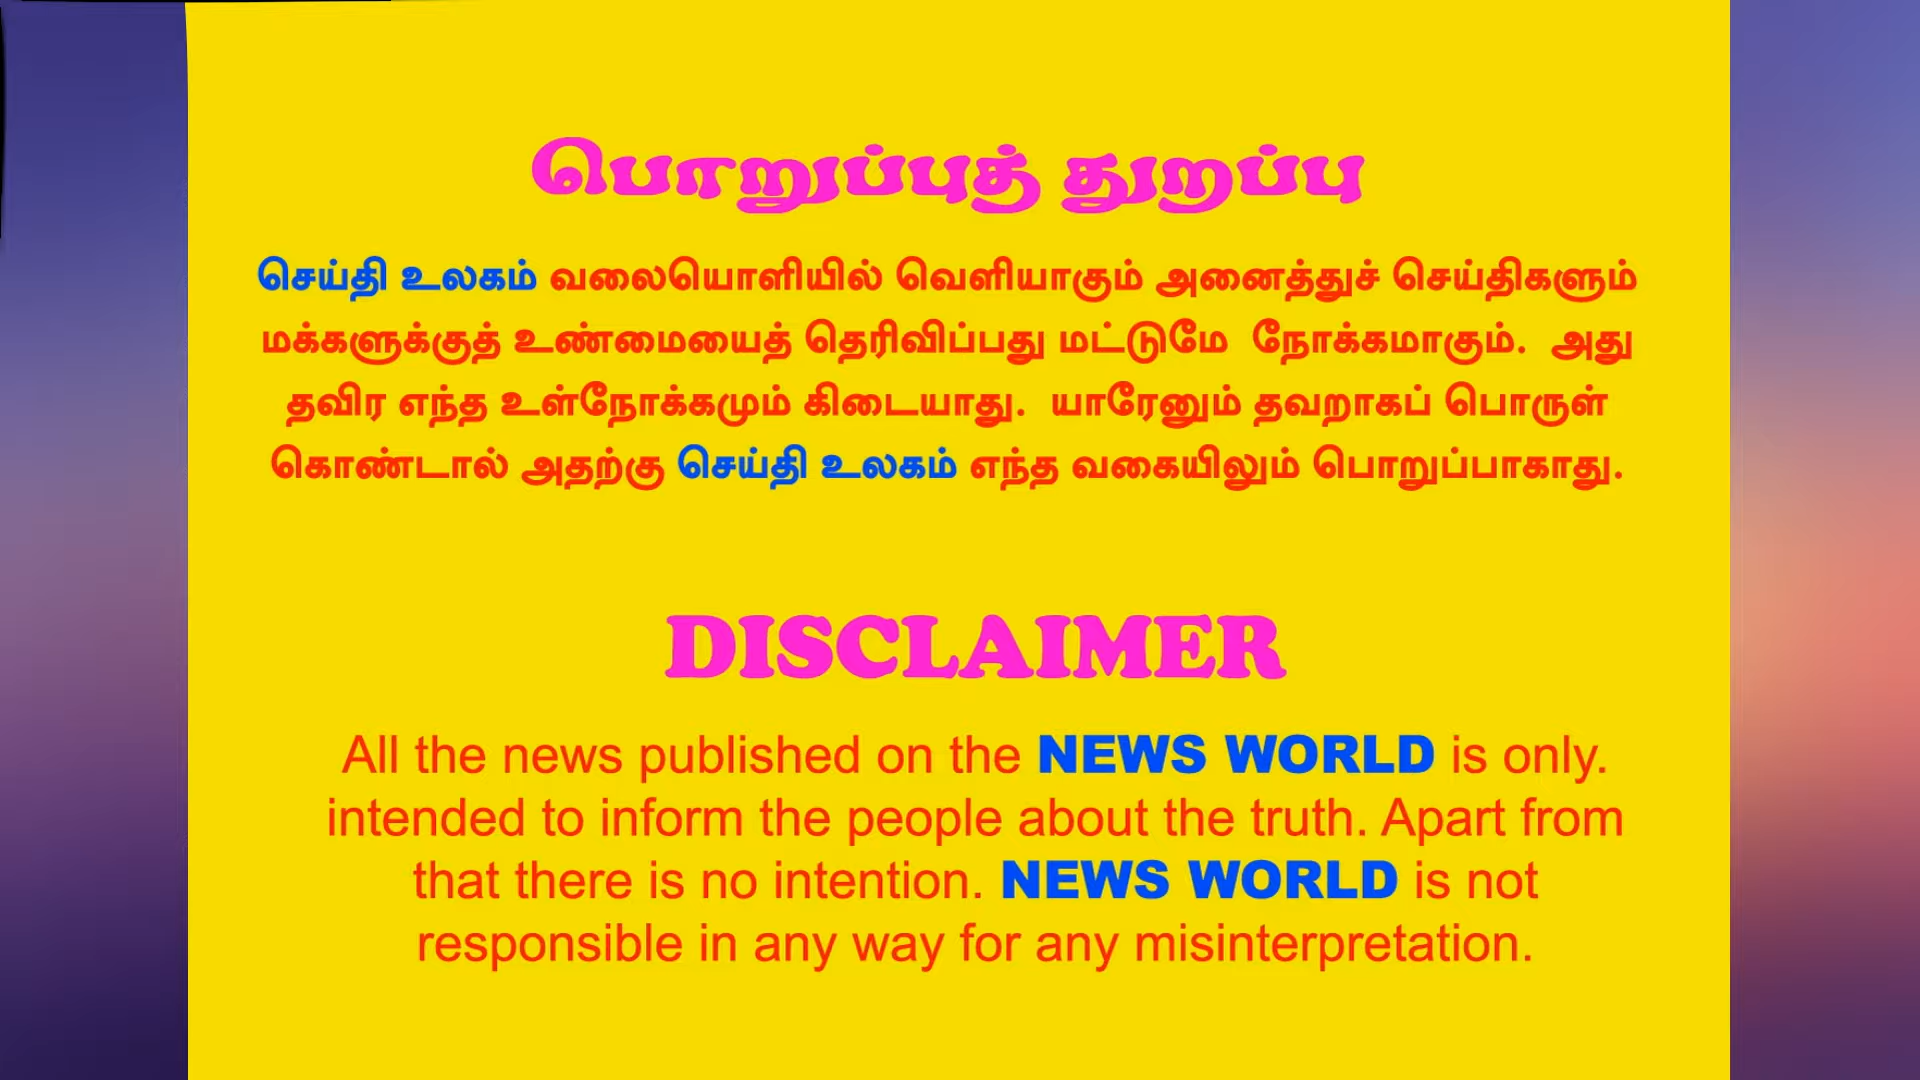 பொறுப்புத் துறப்பு
செய்தி உலகம் வலையொளியில் வெளியாகும் அனைத்துச் செய்திகளும்
மக்களுக்குத் உண்மையைத் தெரிவிப்பது மட்டுமே நோக்கமாகும். அது
தவிர எந்த உள்நோக்கமும் கிடையாது. யாரேனும் தவறாகப் பொருள்
கொண்டால் அதற்கு செய்தி உலகம் எந்த வகையிலும் பொறுப்பாகாது.
DISCLAIMER
All the news published on the NEWS WORLD is only.
intended to inform the people about the truth. Apart from
that there is no intention. NEWS WORLD is not
responsible in any way for any misinterpretation.